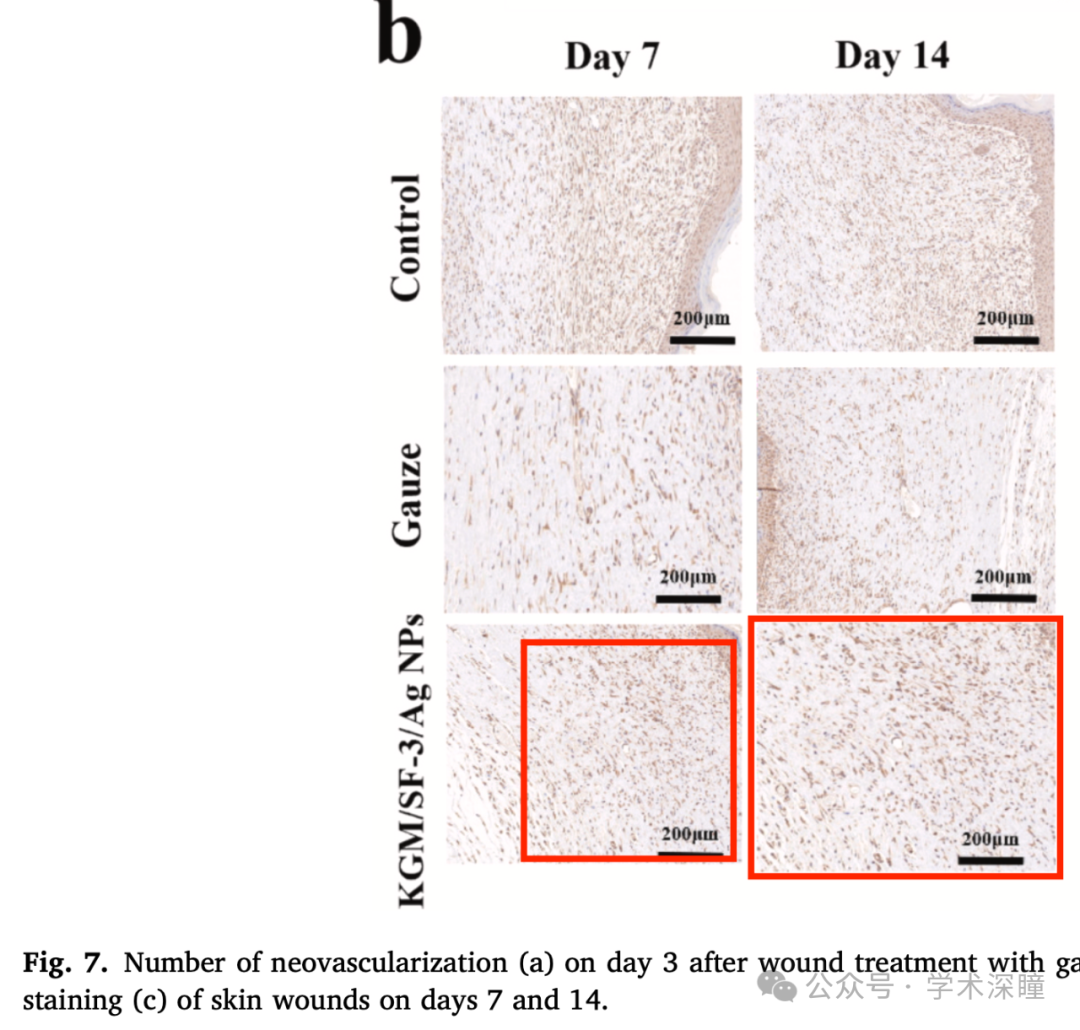 b
Day 7
Day 14
Control
200μm
200μm
Gauze
200μm
200μm
KGM/SF-3/Ag NPs
200μm
200μm
Fig. 7. Number of neovascularization (a) on day 3 after wound treatment with ga
staining (c) of skin wounds on days 7 and 14.
公众号 · 学术深瞳